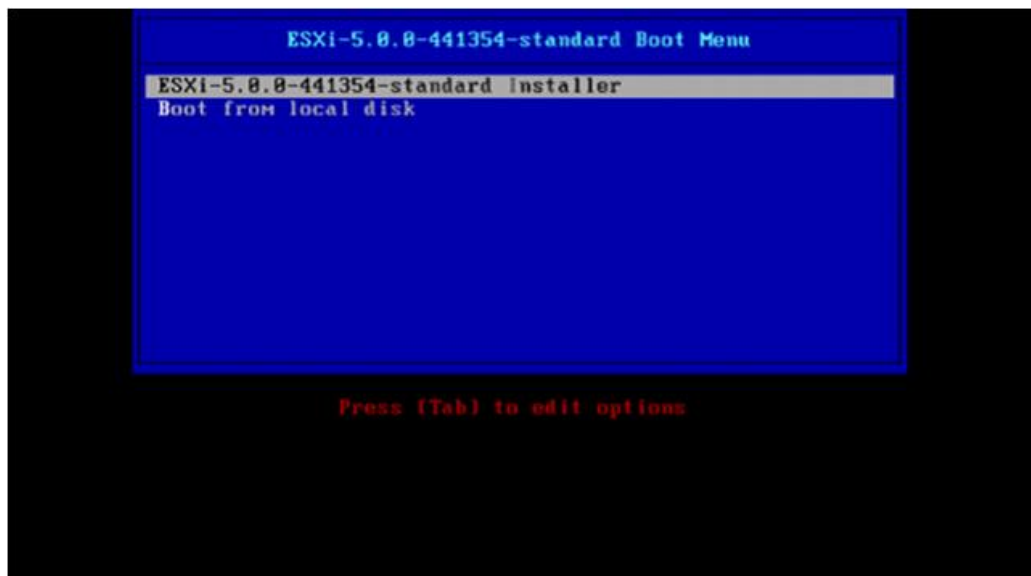 ESXi-5.0.0-441354-standard Boot Menu
ESXi-5.0.0-441354-standard Installer
Boot from local disk
Press [Tab] to edit options